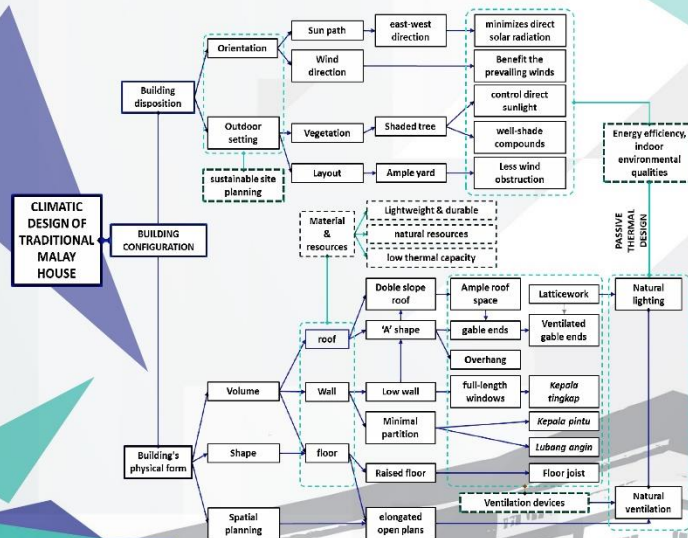 CLIMATIC
DESIGN OF
TRADITIONAL
MALAY
HOUSE
BUILDING
CONFIGURATION
Building
disposition
Orientation
Sun path
east-west
direction
minimizes direct
solar radiation
Wind
direction
Benefit the
prevailing winds
Outdoor
setting
Vegetation
Shaded tree
control direct
sunlight
well-shade
compounds
Layout
Ample yard
Less wind
obstruction
sustainable site
planning
Energy efficiency,
indoor
environmental
qualities
PASSIVE
THERMAL
DESIGN
Material
&
resources
Lightweight & durable
natural resources
low thermal capacity
Building's
physical form
Volume
Shape
Spatial
planning
roof
Wall
floor
Doble slope
roof
'A' shape
Low wall
Minimal
partition
Raised floor
elongated
open plans
Ample roof
space
gable ends
Overhang
full-length
windows
Latticework
Ventilated
gable ends
Kepala
tingkap
Kepala pintu
Lubang angin
Floor joist
Ventilation devices
Natural
lighting
Natural
ventilation